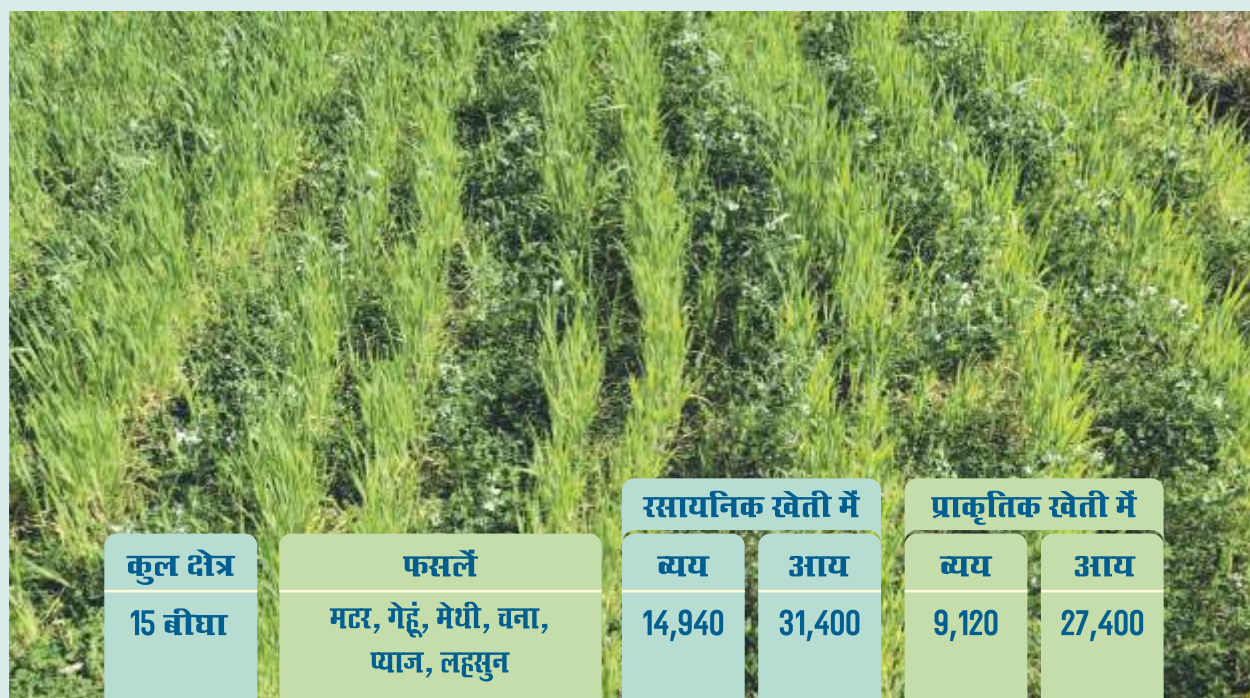 रसायनिक खेती में
प्राकृतिक खेती में
कुल क्षेत्र
फसलें
व्यय
आय
व्यय
आय
15 बीघा
मटर, गेहूं, मेथी, चना,
प्याज, लहसुन
14,940
31,400
9,120
27,400